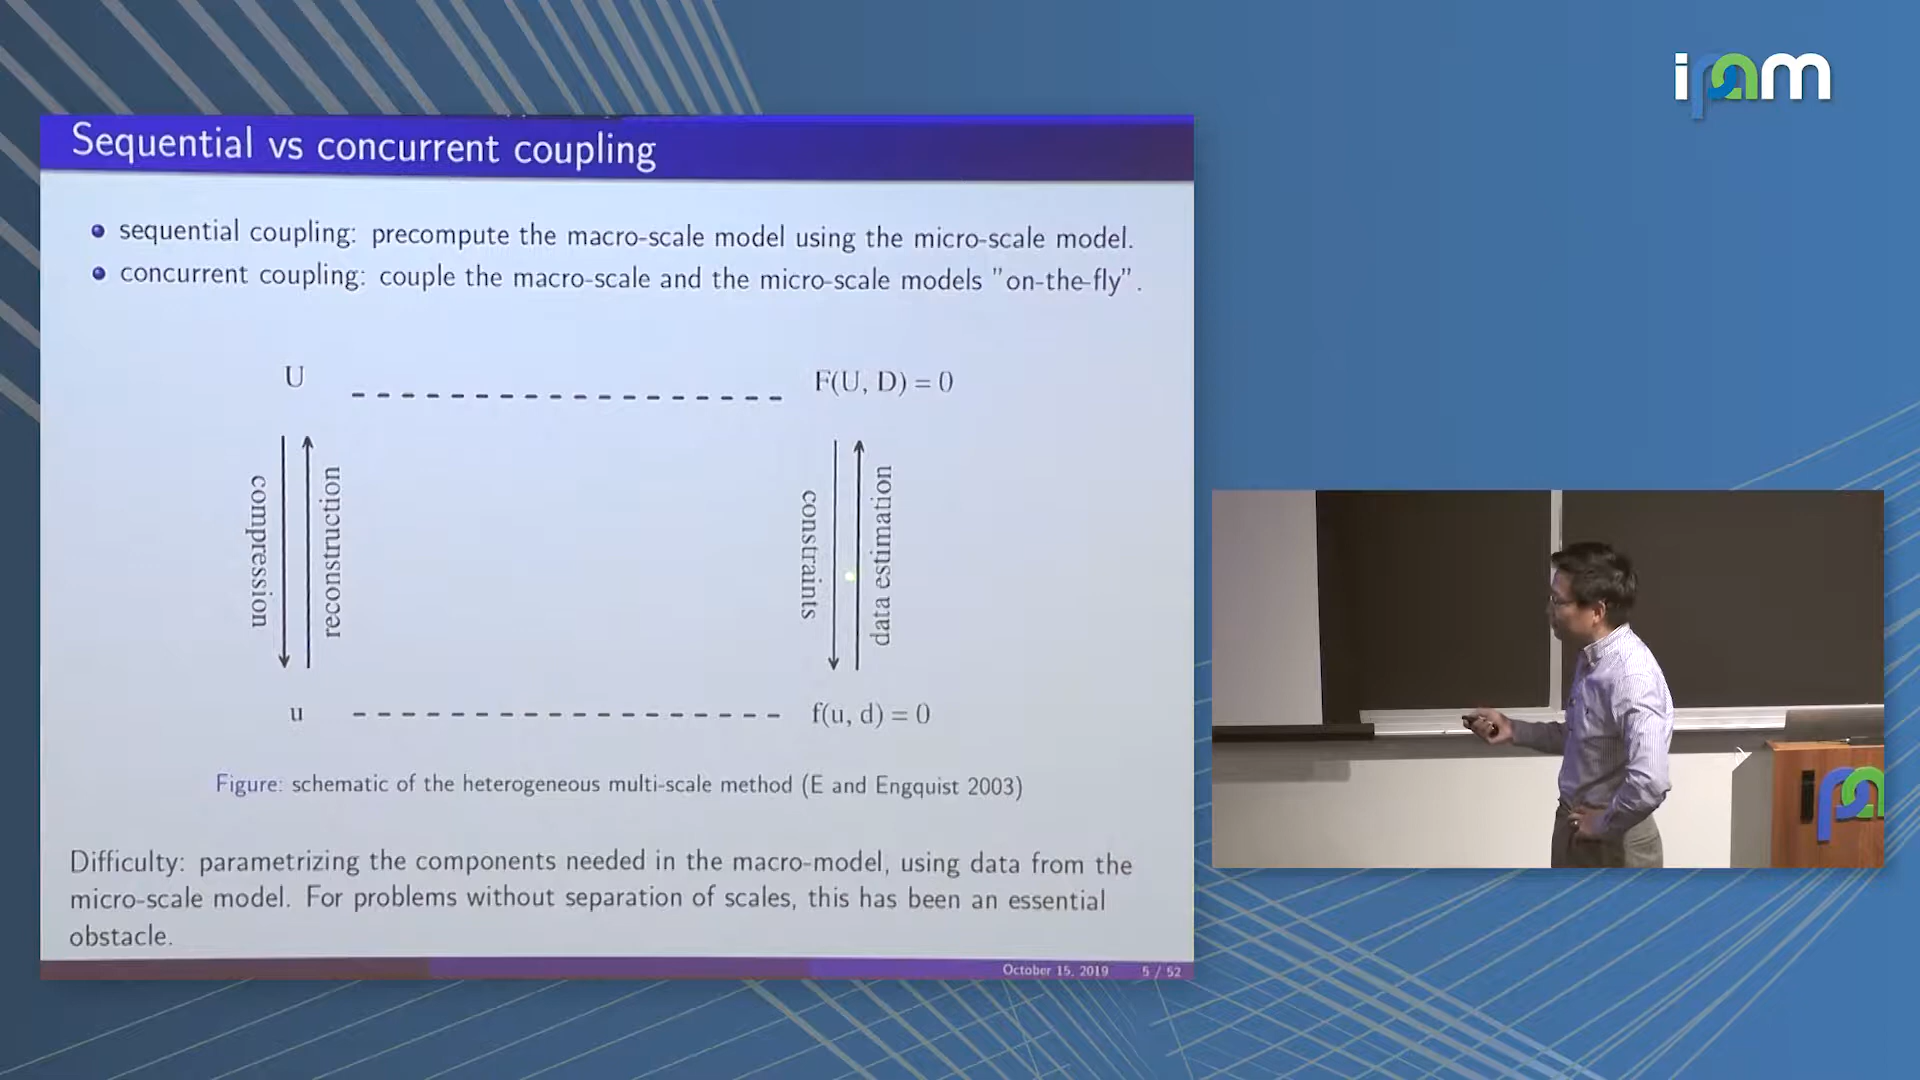 ipam
Sequential vs concurrent coupling
sequential coupling: precompute the macro-scale model using the micro-scale model.
concurrent coupling: couple the macro-scale and the micro-scale models "on-the-fly".
U
F(U, D) = 0
compression
reconstruction
constraints
data estimation
u
f(u, d) = 0
Figure: schematic of the heterogeneous multi-scale method (E and Engquist 2003)
Difficulty: parametrizing the components needed in the macro-model, using data from the
micro-scale model. For problems without separation of scales, this has been an essential
obstacle.
October 15, 2019 5 / 52